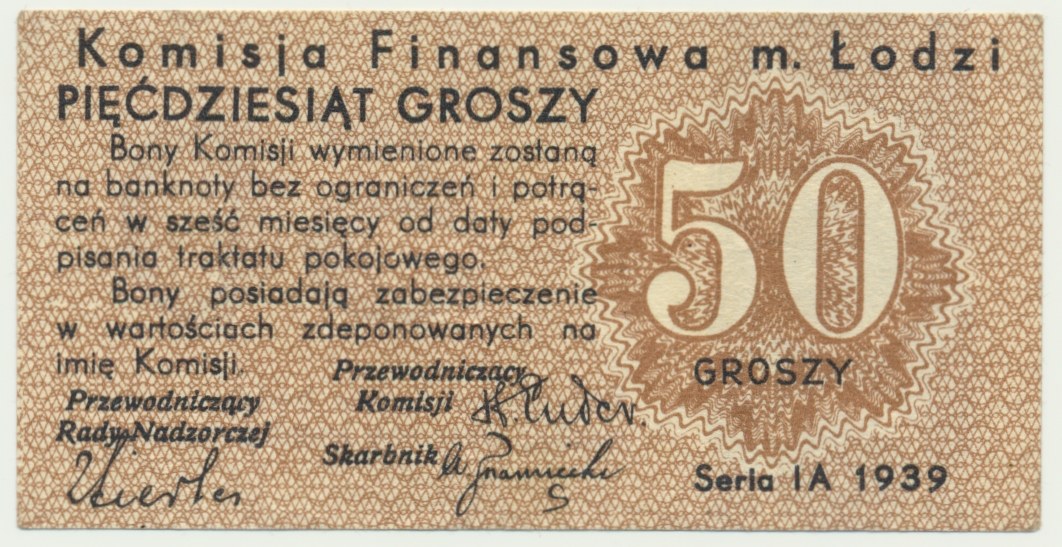 Komisja Finansowa m. Łodzi
PIĘĆDZIESIĄT GROSZY
Bony Komisji wymienione zostaną
na banknoty bez ograniczeń i potrą-
ceń w sześć miesięcy od daty pod-
pisania traktatu pokojowego.
Bony posiadają zabezpieczenie
w wartościach zdeponowanych na
imię Komisji.
Przewodniczący
Rady Nadzorczej
Przewodniczący
Komisji
Skarbnik
50
GROSZY
Seria IA 1939